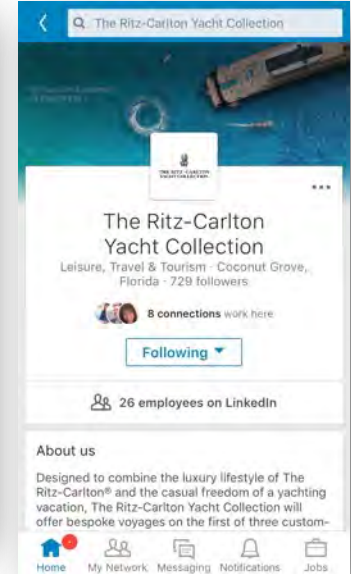 The Ritz-Carlton Yacht Collection
THE RITZ-CARLTON
YACHT COLLECTION
The Ritz-Carlton
Yacht Collection
Leisure, Travel & Tourism · Coconut Grove,
Florida · 729 followers
8 connections work here
Following
26 employees on LinkedIn
About us
Designed to combine the luxury lifestyle of The
Ritz-Carlton® and the casual freedom of a yachting
vacation, The Ritz-Carlton Yacht Collection will
offer bespoke voyages on the first of three custom-
Home My Network Messaging Notifications Jobs